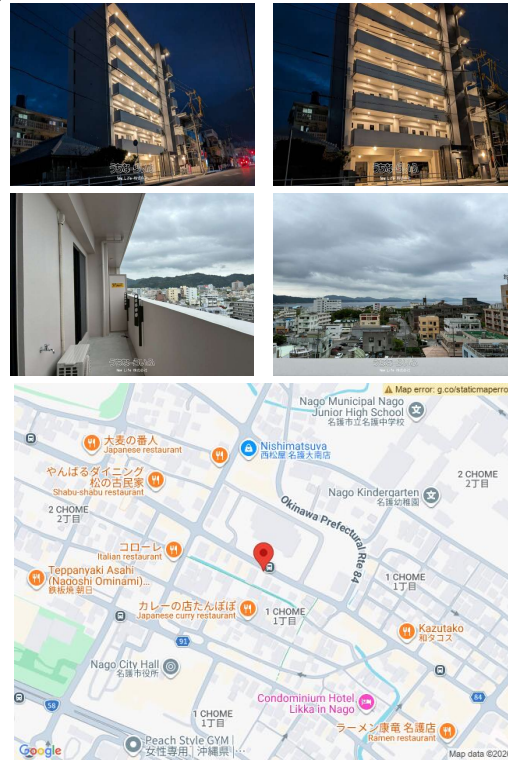 Map error: g.co/staticmaperro
Nago Municipal Nago
Junior High School
名護市立名護中学校
大麦の番人
Japanese restaurant
Nishimatsuya
西松屋 名護大南店
やんばるダイニング
松の古民家
Shabu-shabu restaurant
2 CHOME
2丁目
Nago Kindergarten
名護幼稚園
2 CHOME
2丁目
Okinawa Prefectural Rte 84
コローレ
Italian restaurant
Teppanyaki Asahi
(Nagoshi Ominami)...
鉄板焼 朝日
1 CHOME
1丁目
カレーの店たんぽぽ
Japanese curry restaurant
1 CHOME
1丁目
Kazutako
和タコス
91
Nago City Hall
名護市役所
58
84
Condominium Hotel
Likka in Nago
1 CHOME
1丁目
ラーメン康竜 名護店
Ramen restaurant
Peach Style GYM |
女性専用 | 沖縄県 |...
Google
Map data ©202